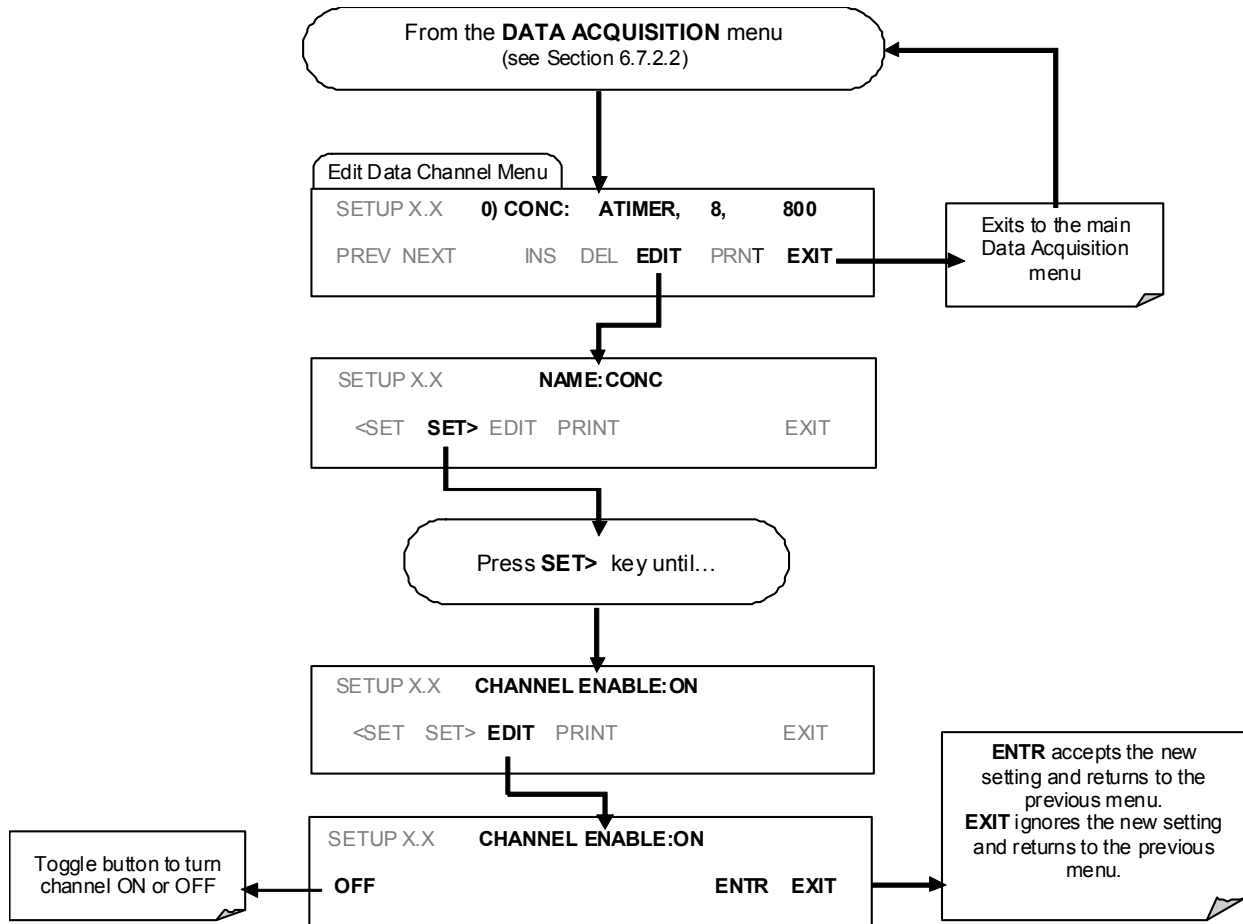 From the DATA ACQUISITION menu
(see Section 6.7.2.2)
Edit Data Channel Menu
SETUP X.X 0) CONC: ATIMER, 8, 800
PREV NEXT INS DEL EDIT PRNT EXIT
Exits to the main
Data Acquisition
menu
SETUP X.X NAME:CONC
<SET SET> EDIT PRINT EXIT
Press SET> key until…
SETUP X.X CHANNEL ENABLE:ON
<SET SET> EDIT PRINT EXIT
SETUP X.X CHANNEL ENABLE:ON
OFF ENTR EXIT
Toggle button to turn
channel ON or OFF
ENTR accepts the new
setting and returns to the
previous menu.
EXIT ignores the new setting
and returns to the previous
menu.